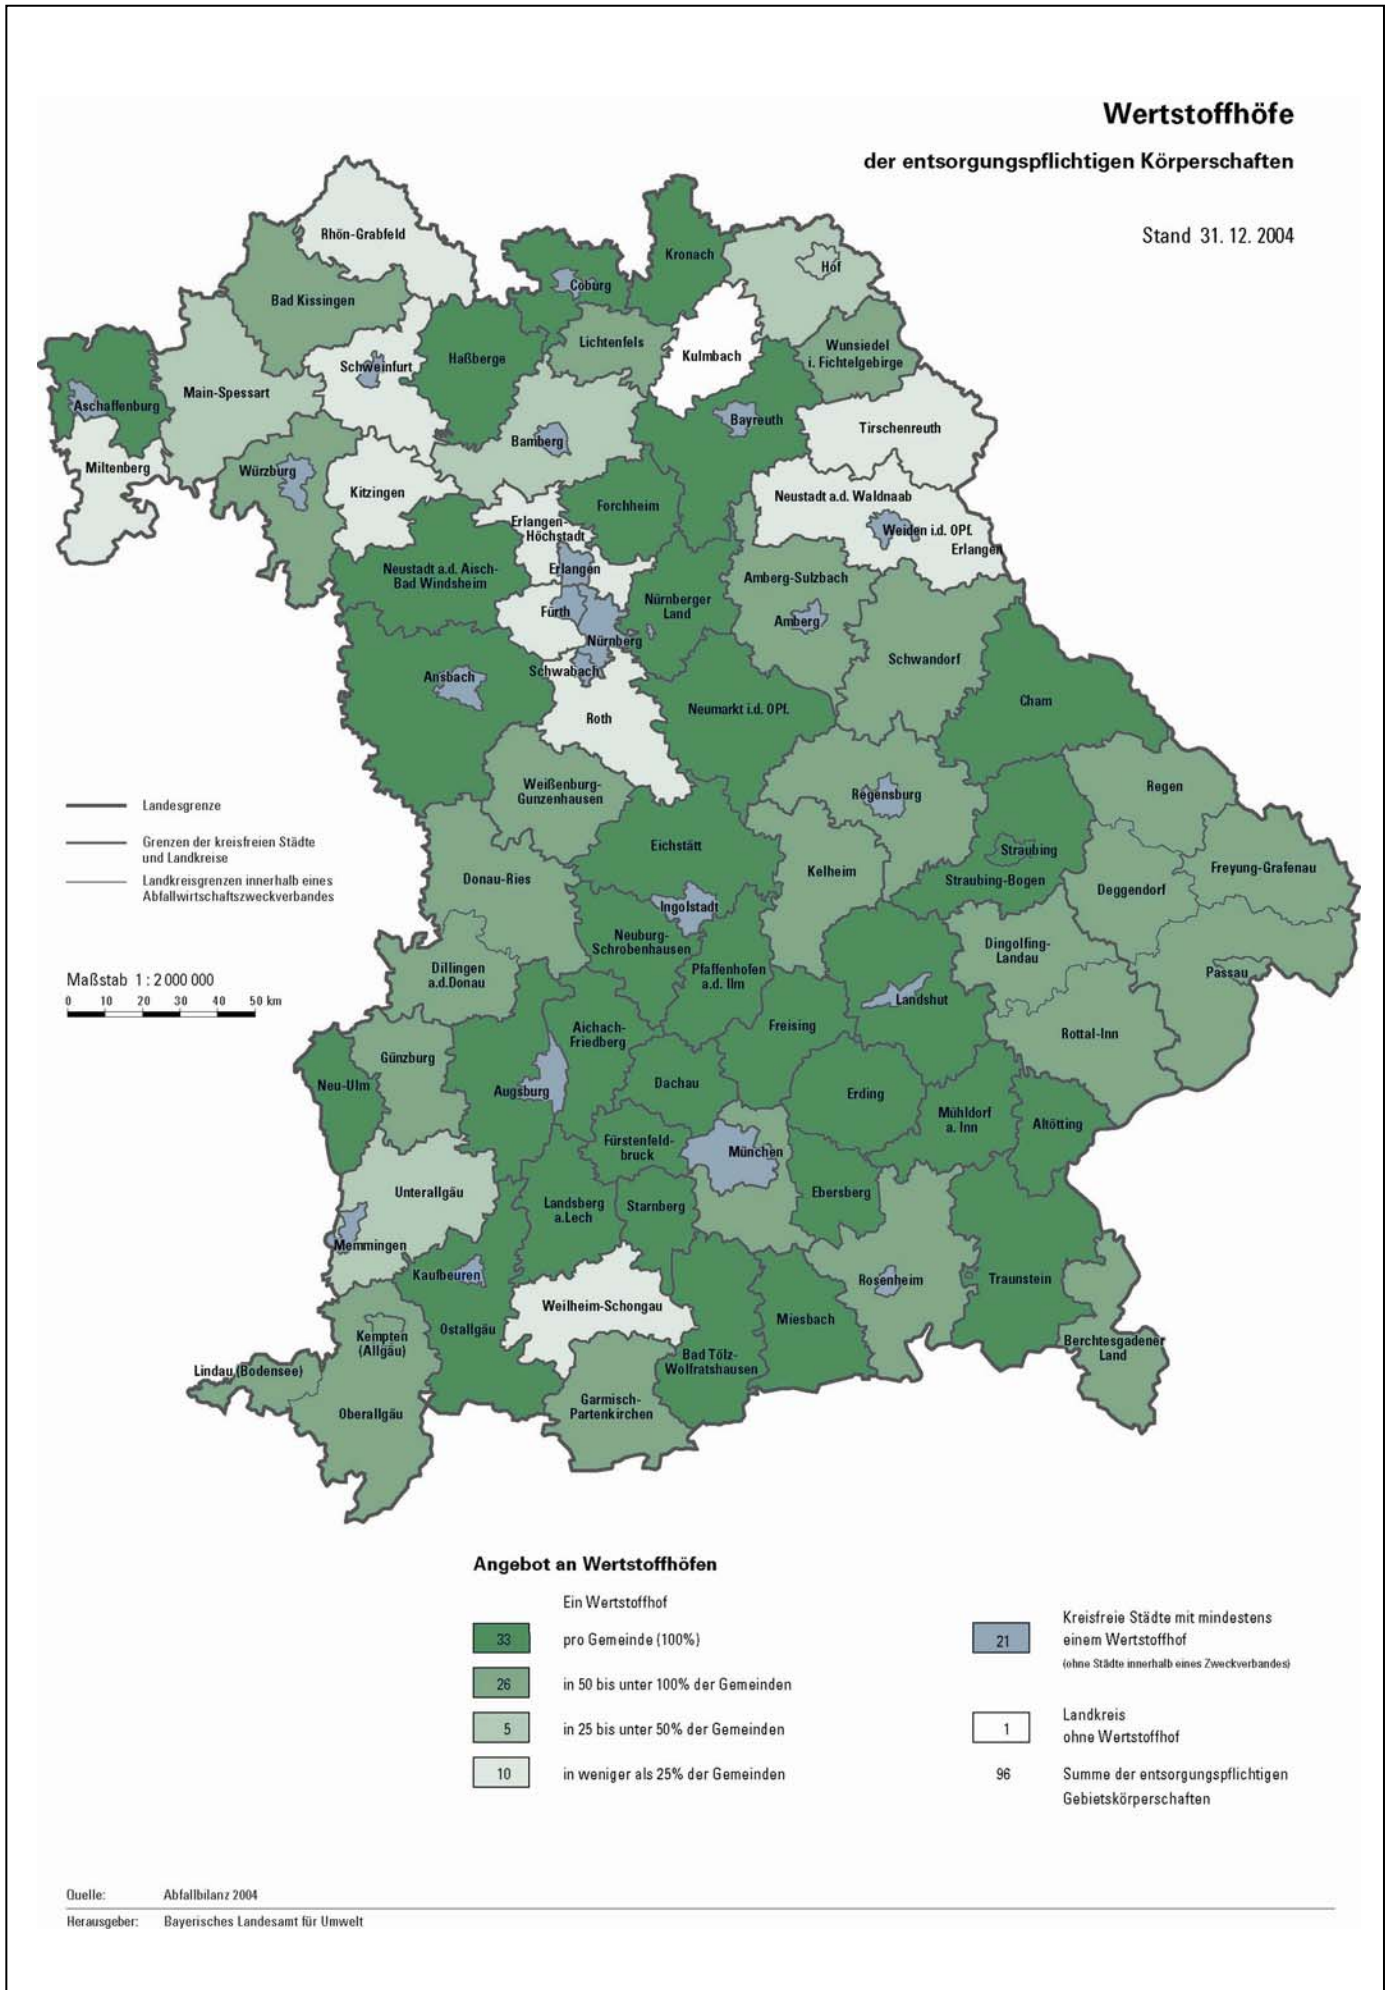 Wertstoffhöfe
der entsorgungspflichtigen Körperschaften
Stand 31. 12. 2004
Rhön-Grabfeld
Kronach
Hof
Coburg
Bad Kissingen
Lichtenfels
Wunsiedel
i. Fichtelgebirge
Kulmbach
Haßberge
Schweinfurt
Main-Spessart
Aschaffenburg
Bayreuth
Tirschenreuth
Bamberg
Miltenberg
Würzburg
Kitzingen
Neustadt a.d. Waldnaab
Forchheim
Erlangen-
Höchstadt
Weiden i.d. OPf.
Erlangen
Neustadt a.d. Aisch-
Bad Windsheim
Erlangen
Amberg-Sulzbach
Nürnberger
Land
Fürth
Amberg
Nürnberg
Schwandorf
Schwabach
Ansbach
Cham
Neumarkt i.d. OPf.
Roth
Weißenburg-
Gunzenhausen
Regensburg
Regen
Landesgrenze
Grenzen der kreisfreien Städte
und Landkreise
Landkreisgrenzen innerhalb eines
Abfallwirtschaftszweckverbandes
Eichstätt
Straubing
Kelheim
Freyung-Grafenau
Donau-Ries
Straubing-Bogen
Deggendorf
Ingolstadt
Neuburg-
Schrobenhausen
Dingolfing-
Landau
Dillingen
a.d.Donau
Pfaffenhofen
a.d. Ilm
Passau
Maßstab 1 : 2 000 000
0 10 20 30 40 50 km
Landshut
Aichach-
Friedberg
Freising
Rottal-Inn
Günzburg
Neu-Ulm
Augsburg
Dachau
Erding
Mühldorf
a. Inn
Altötting
Fürstenfeld-
bruck
München
Unterallgäu
Ebersberg
Landsberg
a.Lech
Starnberg
Memmingen
Kaufbeuren
Rosenheim
Traunstein
Weilheim-Schongau
Miesbach
Ostallgäu
Kempten
(Allgäu)
Berchtesgadener
Land
Bad Tölz-
Wolfratshausen
Lindau (Bodensee)
Oberallgäu
Garmisch-
Partenkirchen
Angebot an Wertstoffhöfen
Ein Wertstoffhof
33 pro Gemeinde (100%)
26 in 50 bis unter 100% der Gemeinden
5 in 25 bis unter 50% der Gemeinden
10 in weniger als 25% der Gemeinden
Kreisfreie Städte mit mindestens
21 einem Wertstoffhof
(ohne Städte innerhalb eines Zweckverbandes)
Landkreis
1 ohne Wertstoffhof
96 Summe der entsorgungspflichtigen
Gebietskörperschaften
Quelle: Abfallbilanz 2004
Herausgeber: Bayerisches Landesamt für Umwelt